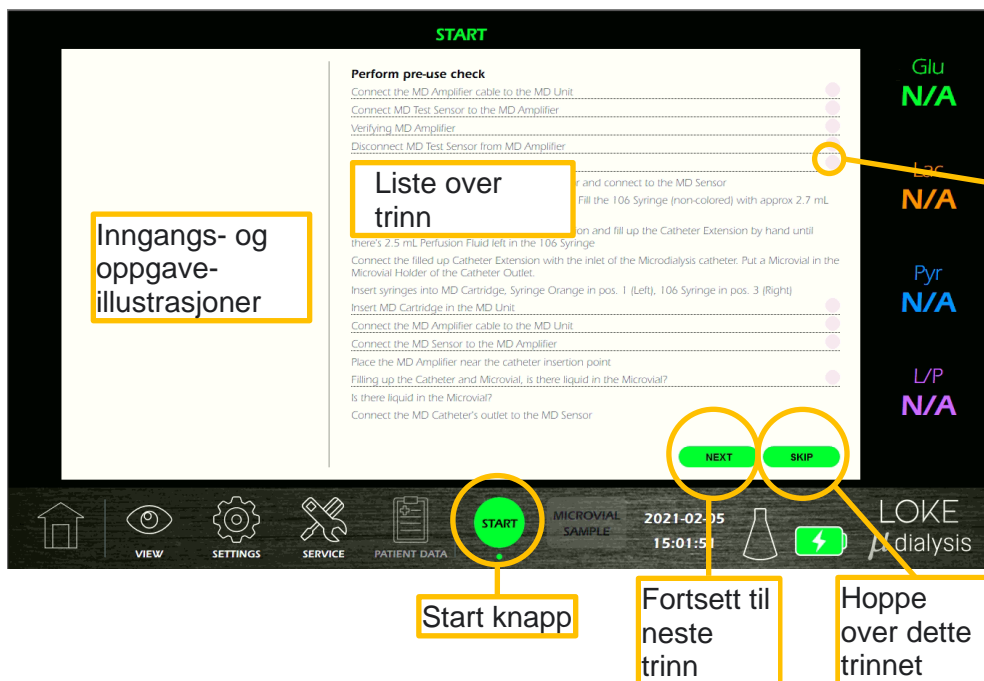 START
Perform pre-use check
Connect the MD Amplifier cable to the MD Unit
Connect MD Test Sensor to the MD Amplifier
Verifying MD Amplifier
Disconnect MD Test Sensor from MD Amplifier
Liste over
trinn
r and connect to the MD Sensor
Fill the 106 Syringe (non-colored) with approx 2.7 mL
on and fill up the Catheter Extension by hand until
there's 2.5 mL Perfusion Fluid left in the 106 Syringe
Connect the filled up Catheter Extension with the inlet of the Microdialysis catheter. Put a Microvial in the
Microvial Holder of the Catheter Outlet.
Insert syringes into MD Cartridge, Syringe Orange in pos. 1 (Left), 106 Syringe in pos. 3 (Right)
Insert MD Cartridge in the MD Unit
Connect the MD Amplifier cable to the MD Unit
Connect the MD Sensor to the MD Amplifier
Place the MD Amplifier near the catheter insertion point
Filling up the Catheter and Microvial, is there liquid in the Microvial?
Is there liquid in the Microvial?
Connect the MD Catheter's outlet to the MD Sensor
Inngangs- og
oppgave-
illustrasjoner
NEXT
SKIP
Glu
N/A
Lac
N/A
Pyr
N/A
L/P
N/A
VIEW
SETTINGS
SERVICE
PATIENT DATA
START
MICROVIAL
SAMPLE
2021-02-05
15:01:51
LOKE
μdialysis
Start knapp
Fortsett til
neste
trinn
Hoppe
over dette
trinnet